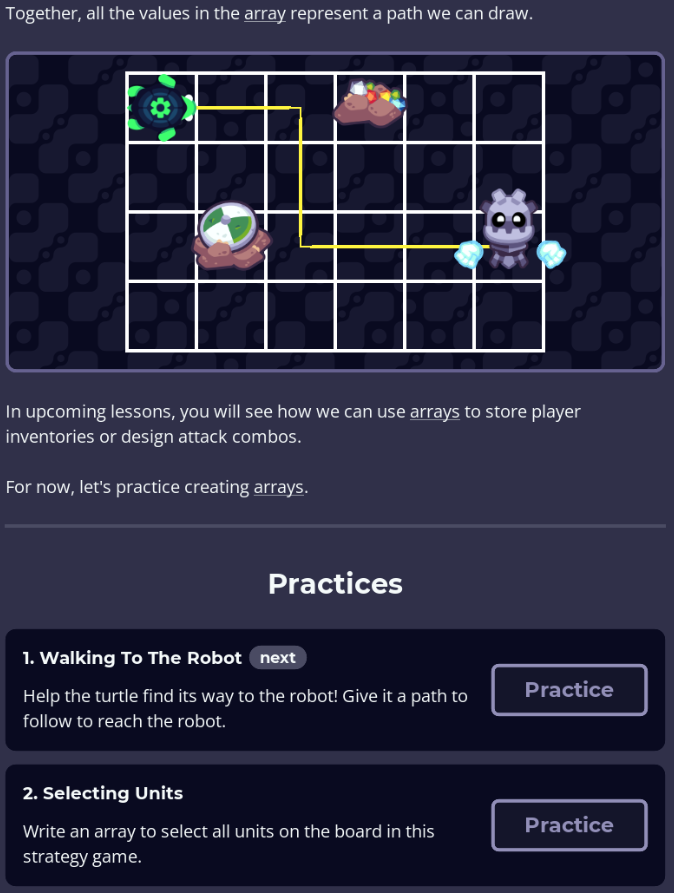 Together, all the values in the array represent a path we can draw.
In upcoming lessons, you will see how we can use arrays to store player
inventories or design attack combos.
For now, let's practice creating arrays.
Practices
1. Walking To The Robot next
Help the turtle find its way to the robot! Give it a path to
follow to reach the robot.
Practice
2. Selecting Units
Write an array to select all units on the board in this
strategy game.
Practice